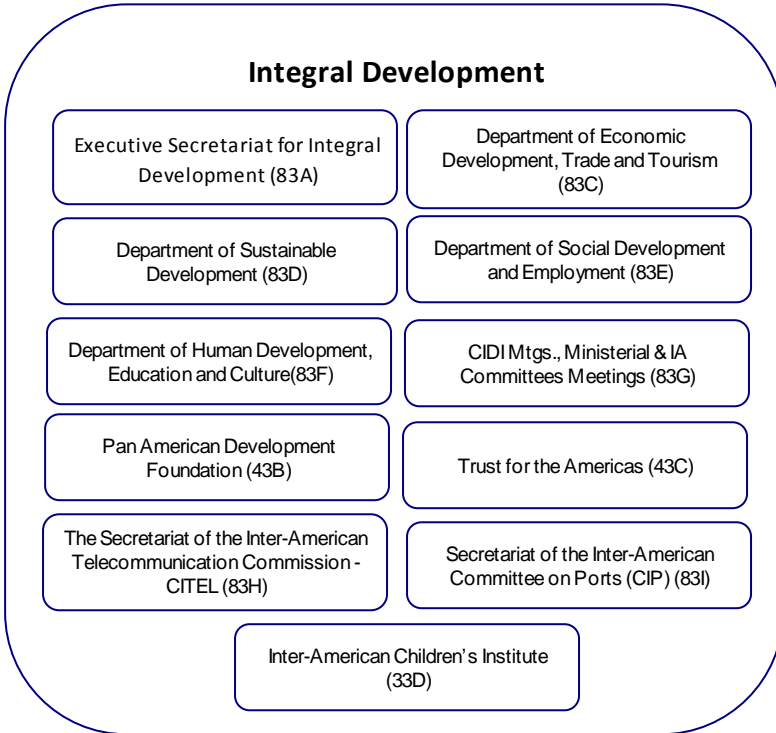 Integral Development
Executive Secretariat for Integral
Development (83A)
Department of Economic
Development, Trade and Tourism
(83C)
Department of Sustainable
Development (83D)
Department of Social Development
and Employment (83E)
Department of Human Development,
Education and Culture(83F)
CIDI Mtgs., Ministerial & IA
Committees Meetings (83G)
Pan American Development
Foundation (43B)
Trust for the Americas (43C)
The Secretariat of the Inter-American
Telecommunication Commission -
CITEL (83H)
Secretariat of the Inter-American
Committee on Ports (CIP) (83I)
Inter-American Children’s Institute
(33D)